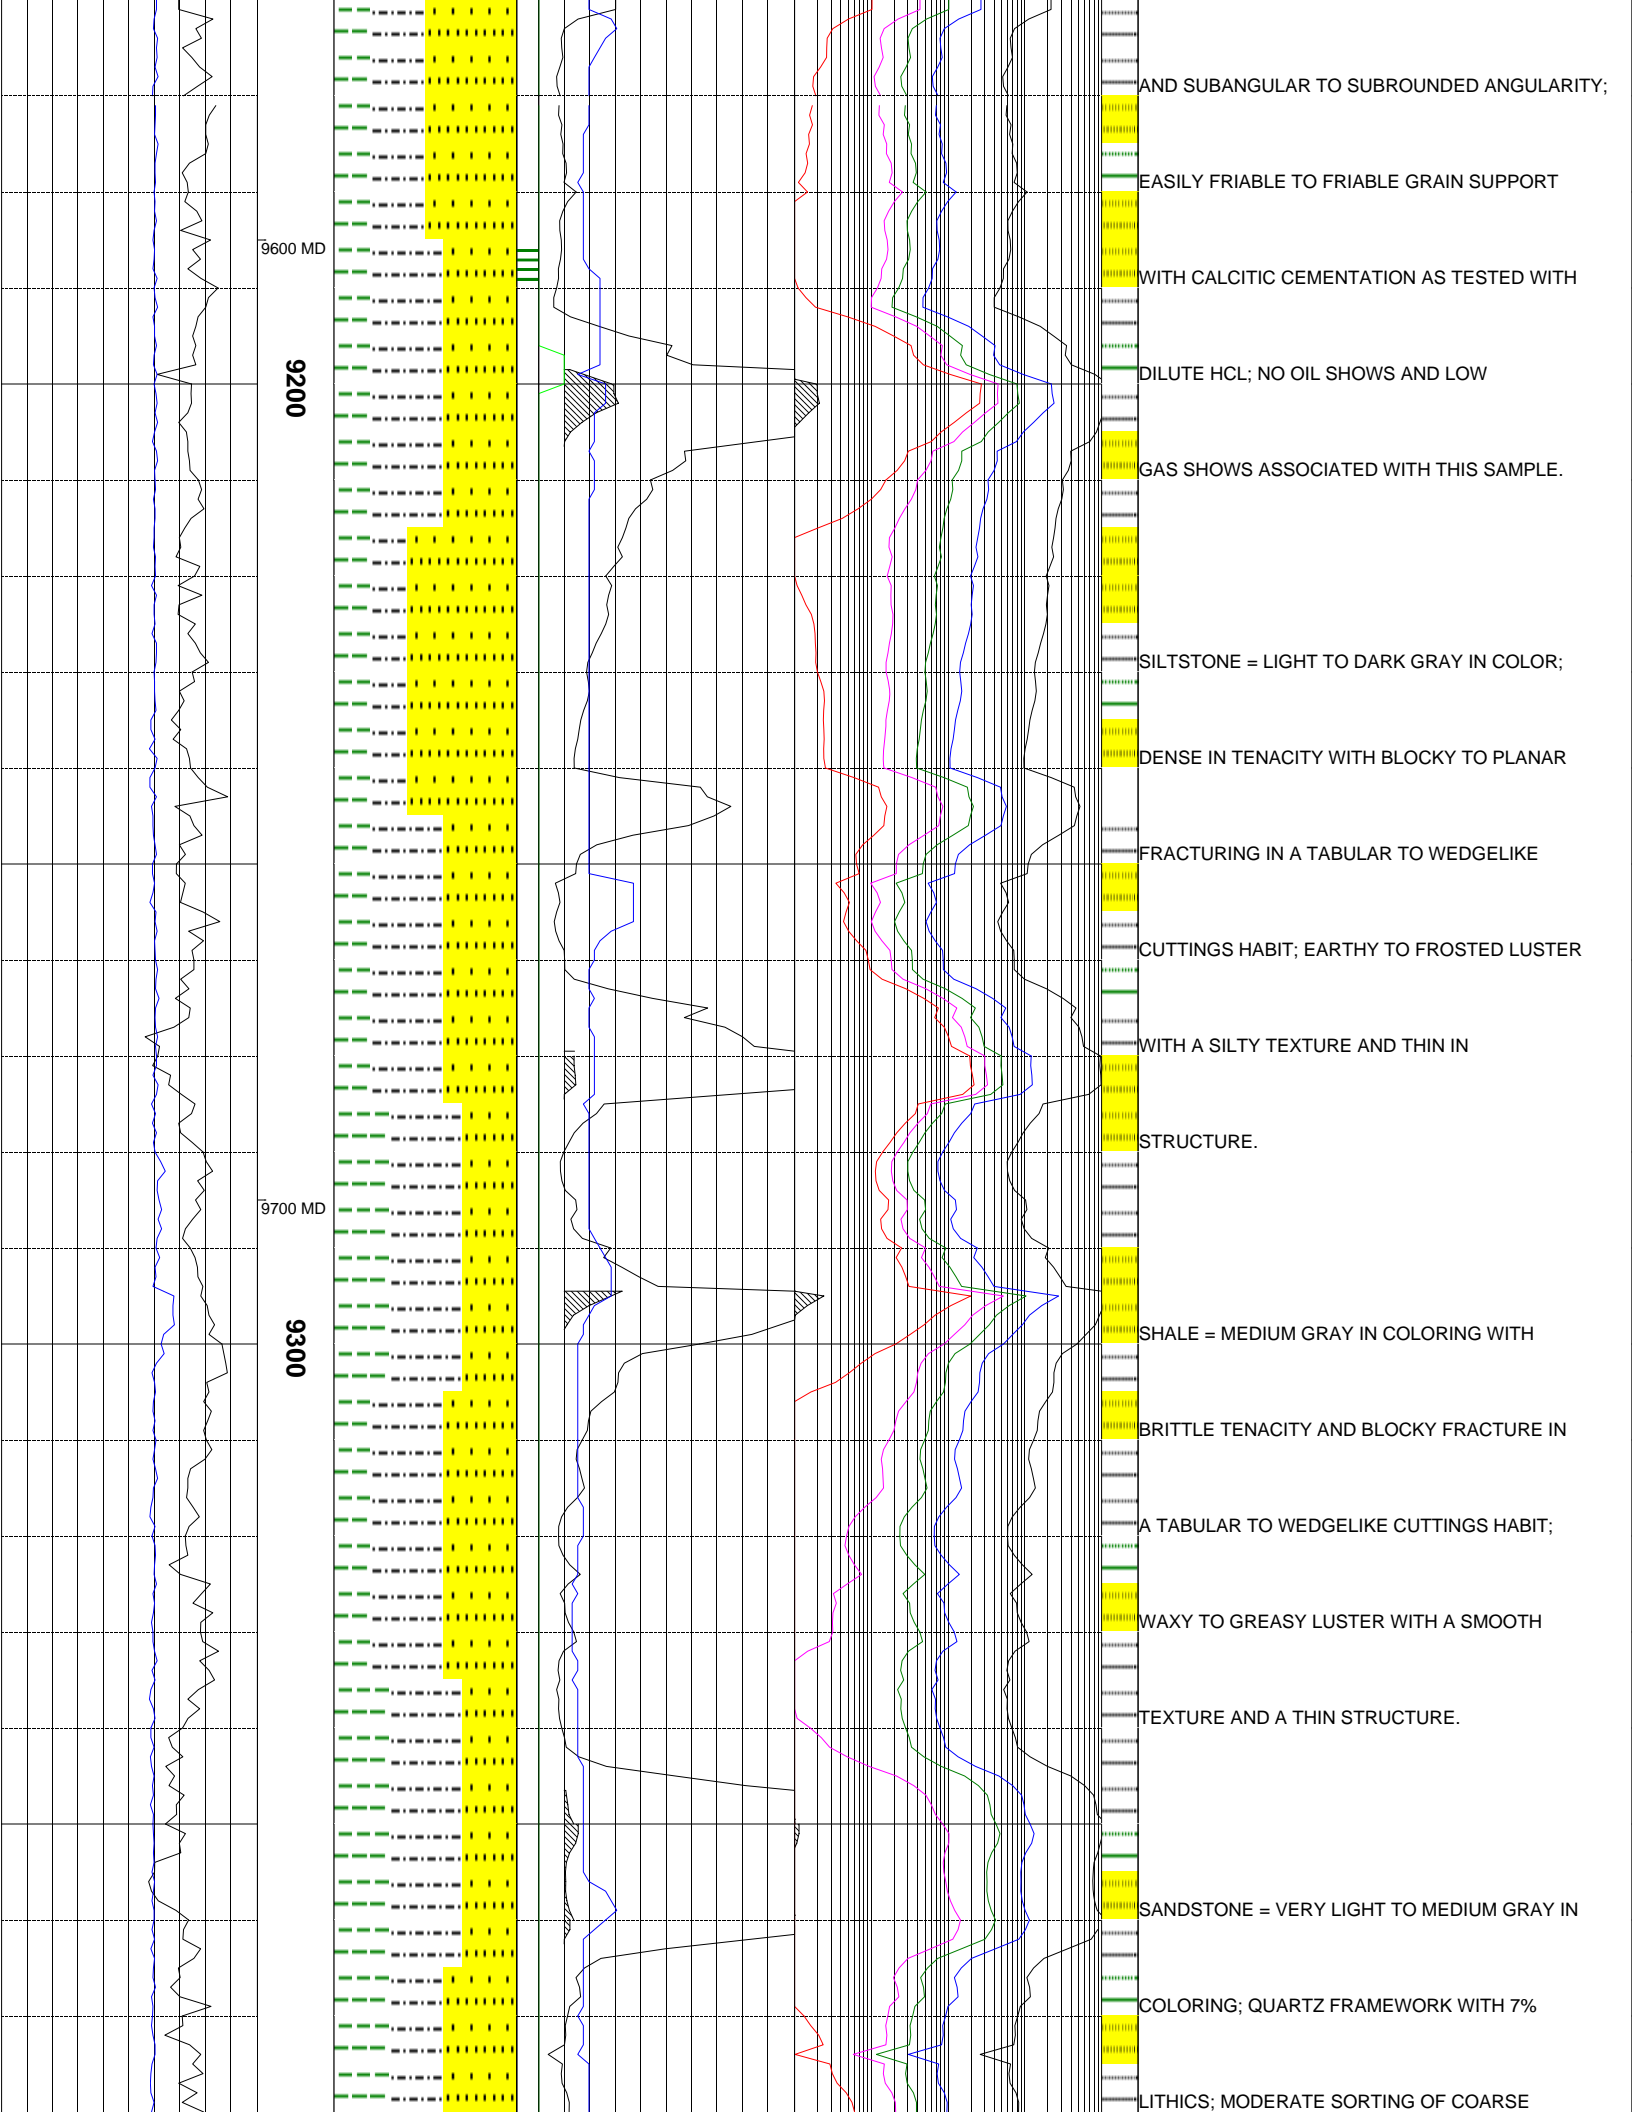 AND SUBANGULAR TO SUBROUNDED ANGULARITY;
EASILY FRIABLE TO FRIABLE GRAIN SUPPORT
9600 MD
WITH CALCITIC CEMENTATION AS TESTED WITH
9200
DILUTE HCL; NO OIL SHOWS AND LOW
GAS SHOWS ASSOCIATED WITH THIS SAMPLE.
SILTSTONE = LIGHT TO DARK GRAY IN COLOR;
DENSE IN TENACITY WITH BLOCKY TO PLANAR
FRACTURING IN A TABULAR TO WEDGELIKE
CUTTINGS HABIT; EARTHY TO FROSTED LUSTER
WITH A SILTY TEXTURE AND THIN IN
STRUCTURE.
9700 MD
9300
SHALE = MEDIUM GRAY IN COLORING WITH
BRITTLE TENACITY AND BLOCKY FRACTURE IN
A TABULAR TO WEDGELIKE CUTTINGS HABIT;
WAXY TO GREASY LUSTER WITH A SMOOTH
TEXTURE AND A THIN STRUCTURE.
SANDSTONE = VERY LIGHT TO MEDIUM GRAY IN
COLORING; QUARTZ FRAMEWORK WITH 7%
LITHICS; MODERATE SORTING OF COARSE